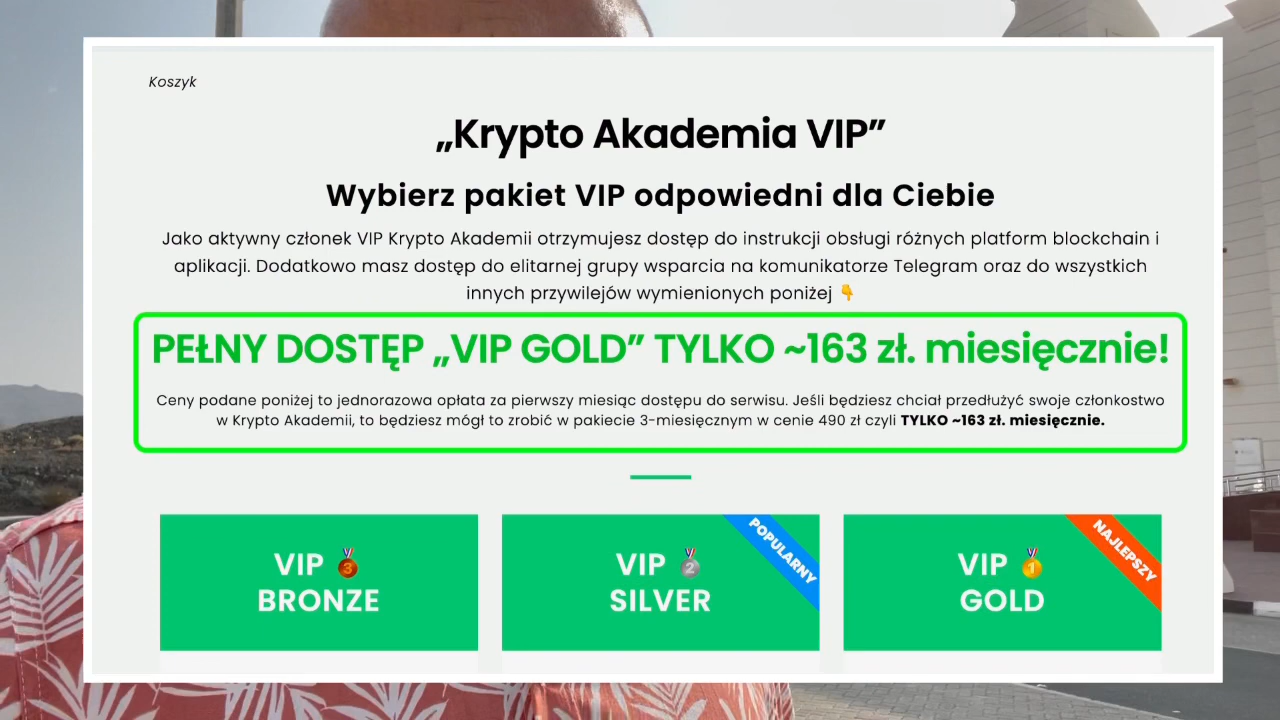 Koszyk
„Krypto Akademia VIP”
Wybierz pakiet VIP odpowiedni dla Ciebie
Jako aktywny członek VIP Krypto Akademii otrzymujesz dostęp do instrukcji obsługi różnych platform blockchain i
aplikacji. Dodatkowo masz dostęp do elitarnej grupy wsparcia na komunikatorze Telegram oraz do wszystkich
innych przywilejów wymienionych poniżej 👇
PEŁNY DOSTĘP „VIP GOLD” TYLKO ~163 zł. miesięcznie!
Ceny podane poniżej to jednorazowa opłata za pierwszy miesiąc dostępu do serwisu. Jeśli będziesz chciał przedłużyć swoje członkostwo
w Krypto Akademii, to będziesz mógł to zrobić w pakiecie 3-miesięcznym w cenie 490 zł czyli TYLKO ~163 zł. miesięcznie.
VIP 🥉
BRONZE
POPULARNY
VIP 🥈
SILVER
NAJLEPSZY
VIP 🥇
GOLD